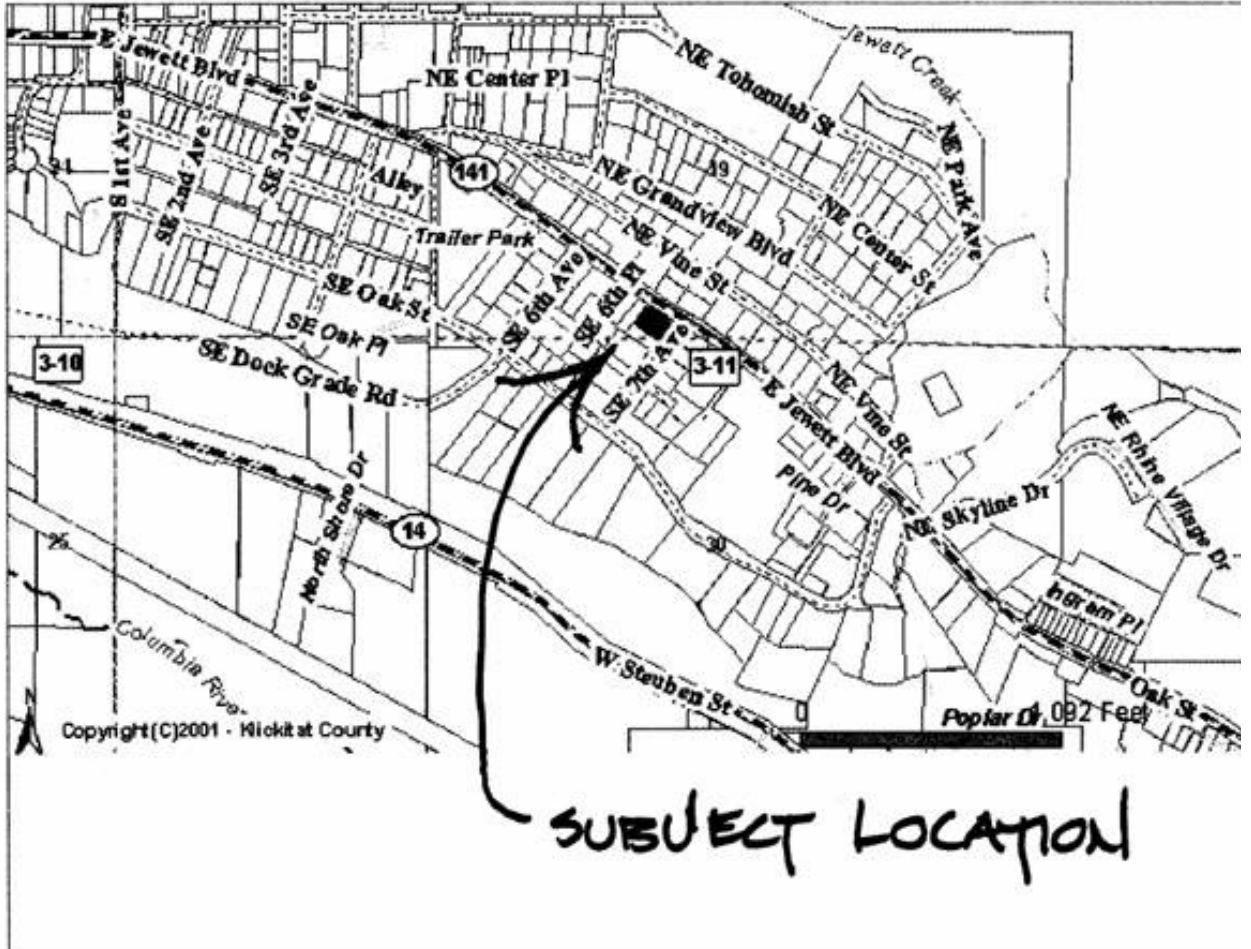 E Jewett Blvd
NE Center Pl
NE Tohomish St
Jewett Creek
NE Park Ave
S 1st Ave
SE 2nd Ave
SE 3rd Ave
Alley
141
19
NE Grandview Blvd
NE Center St
NE Vine St
Trailer Park
SE 6th Ave
SE 6th Pl
SE Oak St
SE Oak Pl
SE Dock Grade Rd
3-10
SE 7th Ave
3-11
E Jewett Blvd
NE Vine St
Pine Dr
NE Skyline Dr
NE Rhine Village Dr
North Shore Dr
14
30
Ingram Pl
Columbia River
W Steuben St
Oak St
Poplar Dr
0
1,092 Feet
N
Copyright (C)2001 - Klickitat County
SUBJECT LOCATION